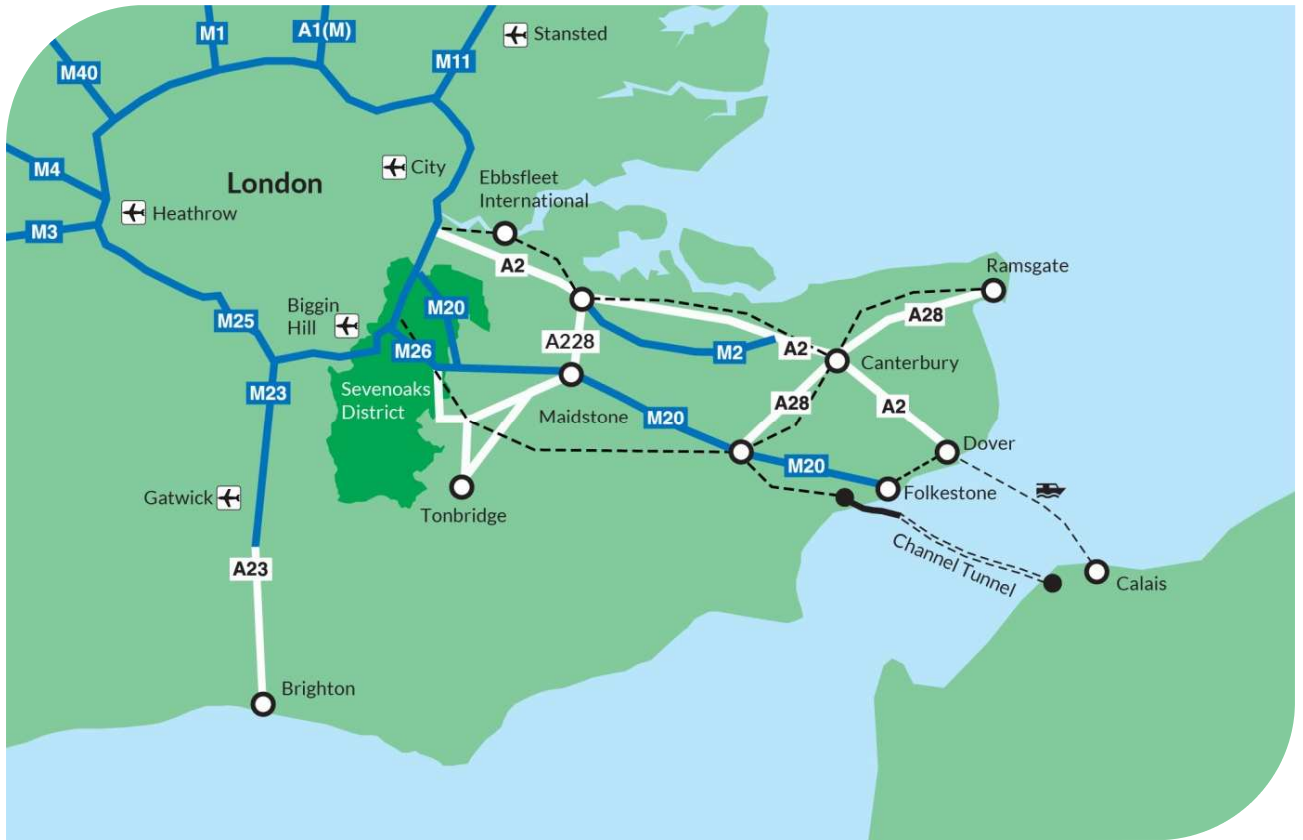 M1
A1(M)
Stansted
M40
M11
M4
London
City
Ebbsfleet
International
Heathrow
M3
A2
Ramsgate
Biggin
Hill
M20
A28
M25
A228
M26
M2
A2
Canterbury
M23
Sevenoaks
District
Maidstone
M20
A28
A2
Dover
M20
Gatwick
Tonbridge
Folkestone
Channel Tunnel
A23
Calais
Brighton